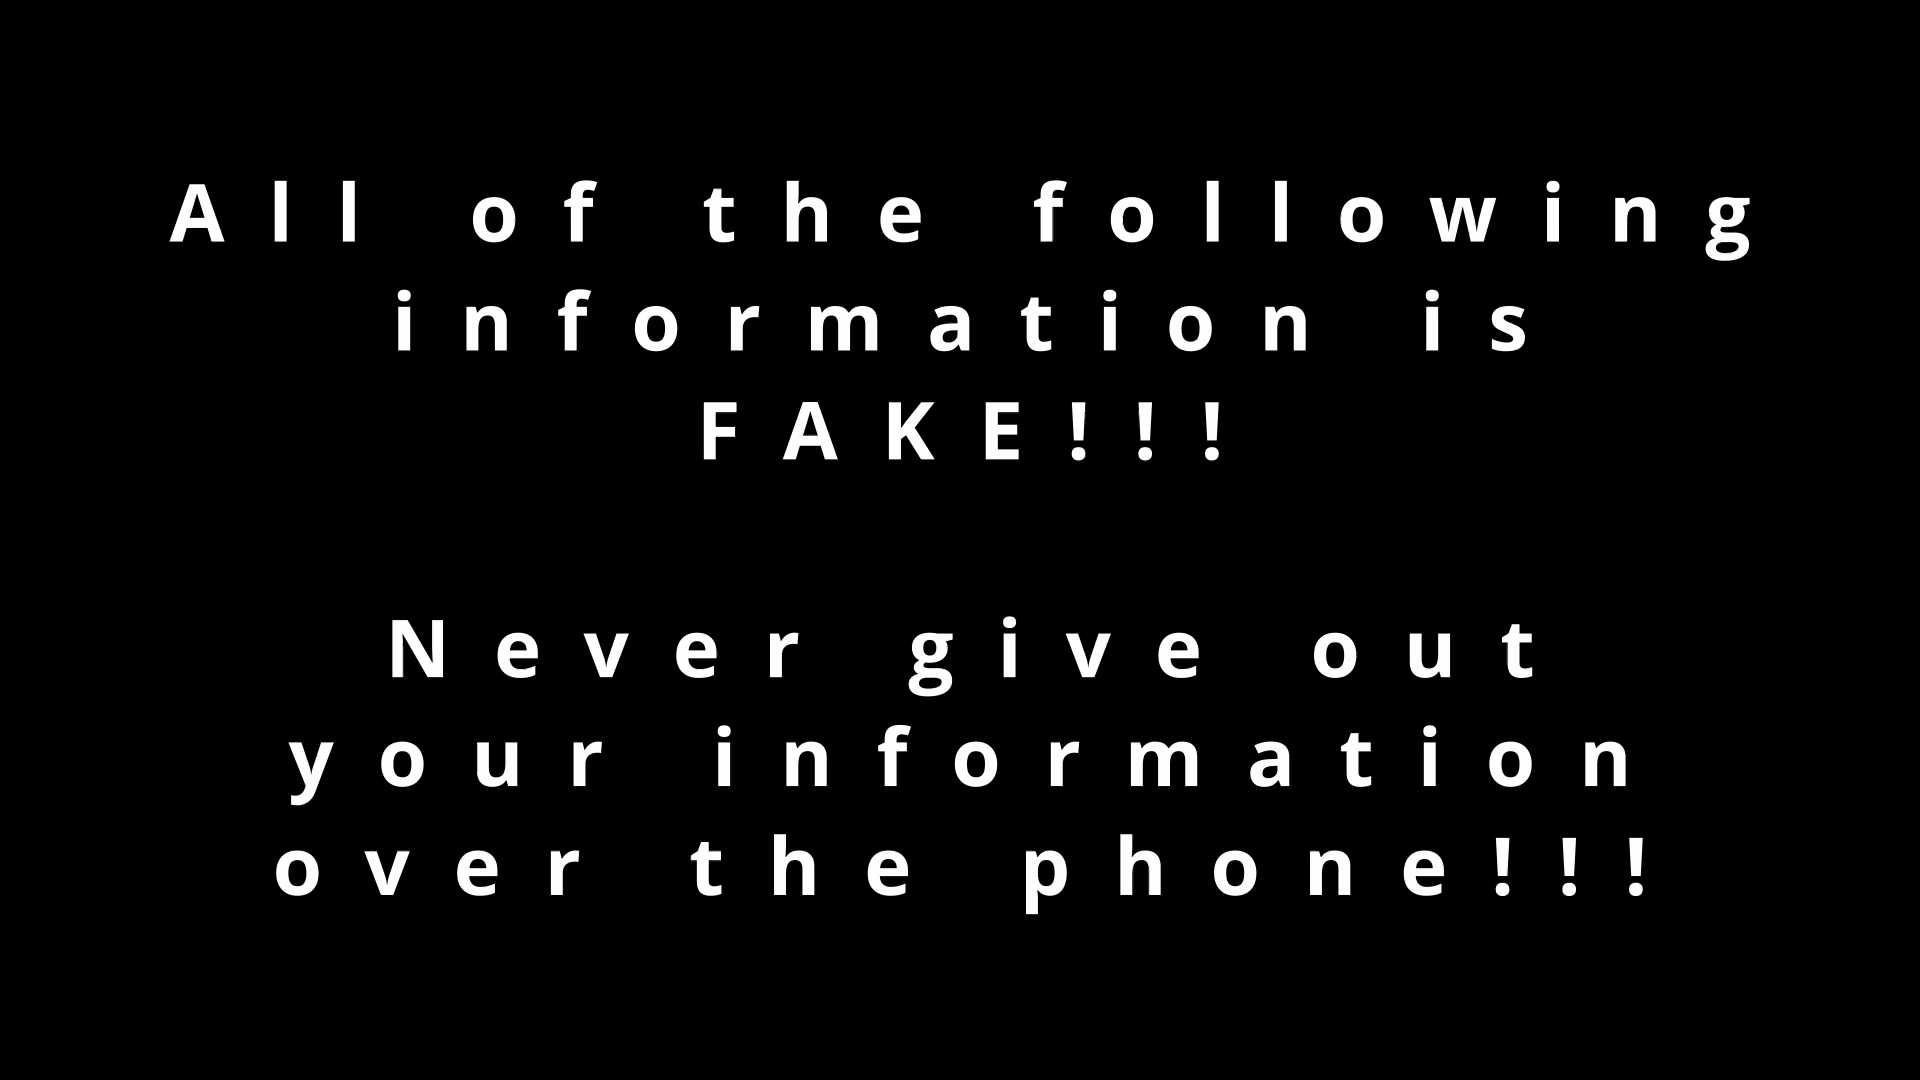 All of the following
information is
FAKE!!!
Never give out
your information
over the phone!!!